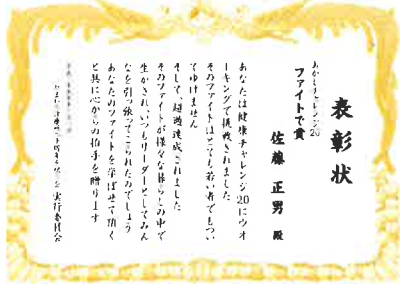 表彰状
ファイトで賞
佐藤 正男 殿
あなたは健康チャレンジ20にウオ
ーキングで挑戦されました
そのファイトはとても若い者でもつい
てゆけません
そして超過達成されました
そのファイトが様々な暮らしの中で
生かされいつもリーダーとしてみん
なを引っ張ってこられたのでしょう
あなたのファイトを学ばせて頂く
と共に心からの拍手を贈ります
実行委員会